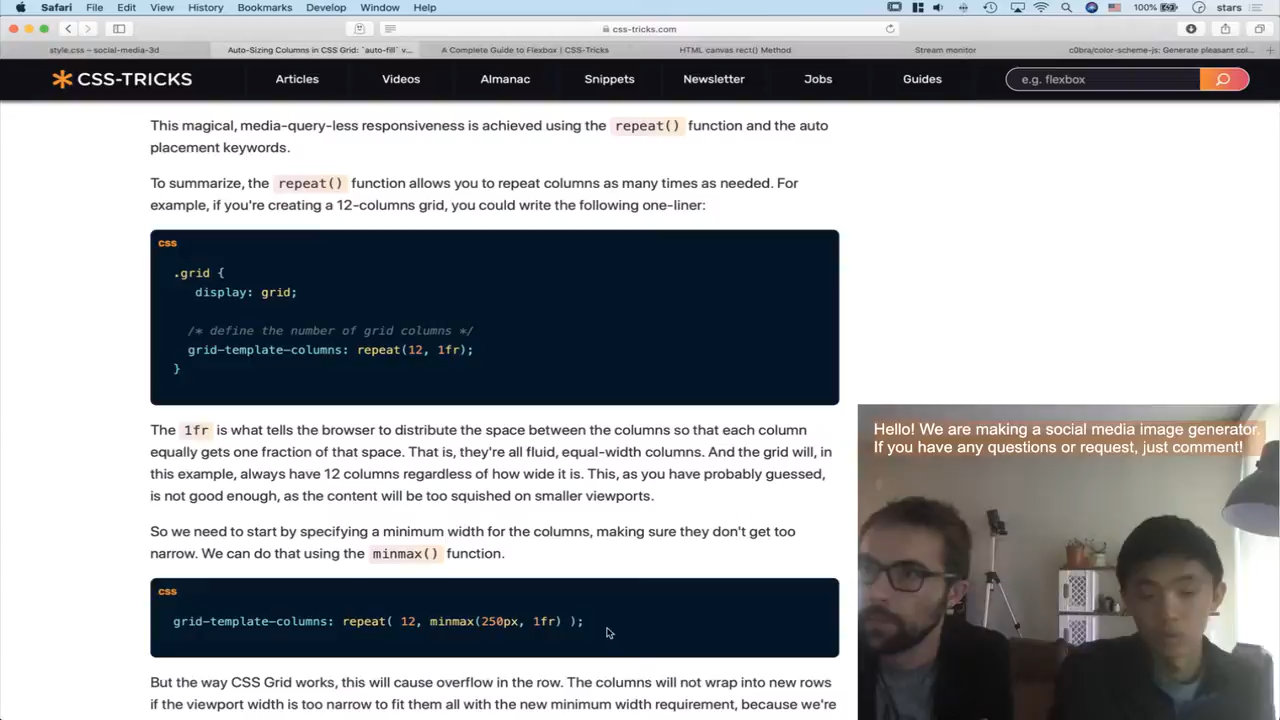 Safari File Edit View History Bookmarks Develop Window Help 100% stars
css-tricks.com
style.css – social-media-3d
Auto-Sizing Columns in CSS Grid: `auto-fill` v...
A Complete Guide to Flexbox | CSS-Tricks
HTML canvas rect() Method
Stream monitor
c0bra/color-scheme-js: Generate pleasant col...
CSS-TRICKS Articles Videos Almanac Snippets Newsletter Jobs Guides e.g. flexbox
This magical, media-query-less responsiveness is achieved using the repeat() function and the auto
placement keywords.
To summarize, the repeat() function allows you to repeat columns as many times as needed. For
example, if you're creating a 12-columns grid, you could write the following one-liner:
css
.grid {
display: grid;
/* define the number of grid columns */
grid-template-columns: repeat(12, 1fr);
}
The 1fr is what tells the browser to distribute the space between the columns so that each column
equally gets one fraction of that space. That is, they're all fluid, equal-width columns. And the grid will, in
this example, always have 12 columns regardless of how wide it is. This, as you have probably guessed,
is not good enough, as the content will be too squished on smaller viewports.
So we need to start by specifying a minimum width for the columns, making sure they don't get too
narrow. We can do that using the minmax() function.
css
grid-template-columns: repeat( 12, minmax(250px, 1fr) );
But the way CSS Grid works, this will cause overflow in the row. The columns will not wrap into new rows
if the viewport width is too narrow to fit them all with the new minimum width requirement, because we're
Hello! We are making a social media image generator.
If you have any questions or request, just comment!